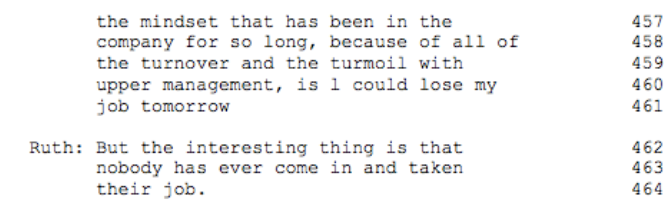 the mindset that has been in the 457
company for so long, because of all of 458
the turnover and the turmoil with 459
upper management, is l could lose my 460
job tomorrow 461
Ruth: But the interesting thing is that 462
nobody has ever come in and taken 463
their job. 464